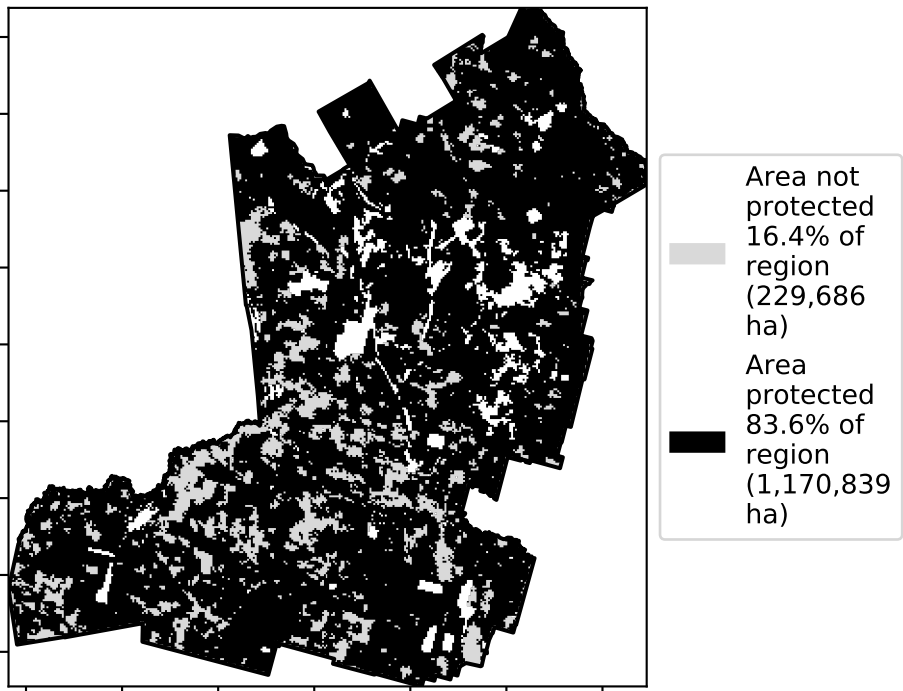 Area not
protected
16.4% of
region
(229,686
ha)
Area
protected
83.6% of
region
(1,170,839
ha)